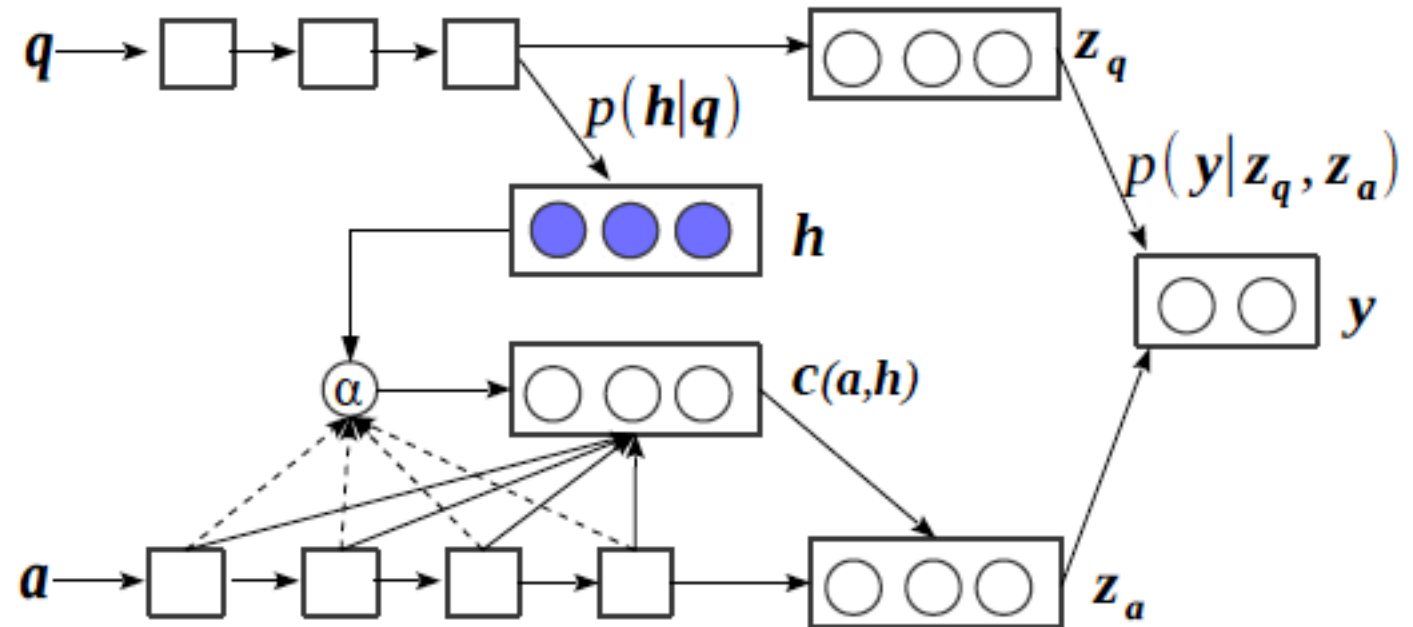 q
z_q
p(h|q)
p(y|z_q, z_a)
h
y
α
c(a,h)
a
z_a